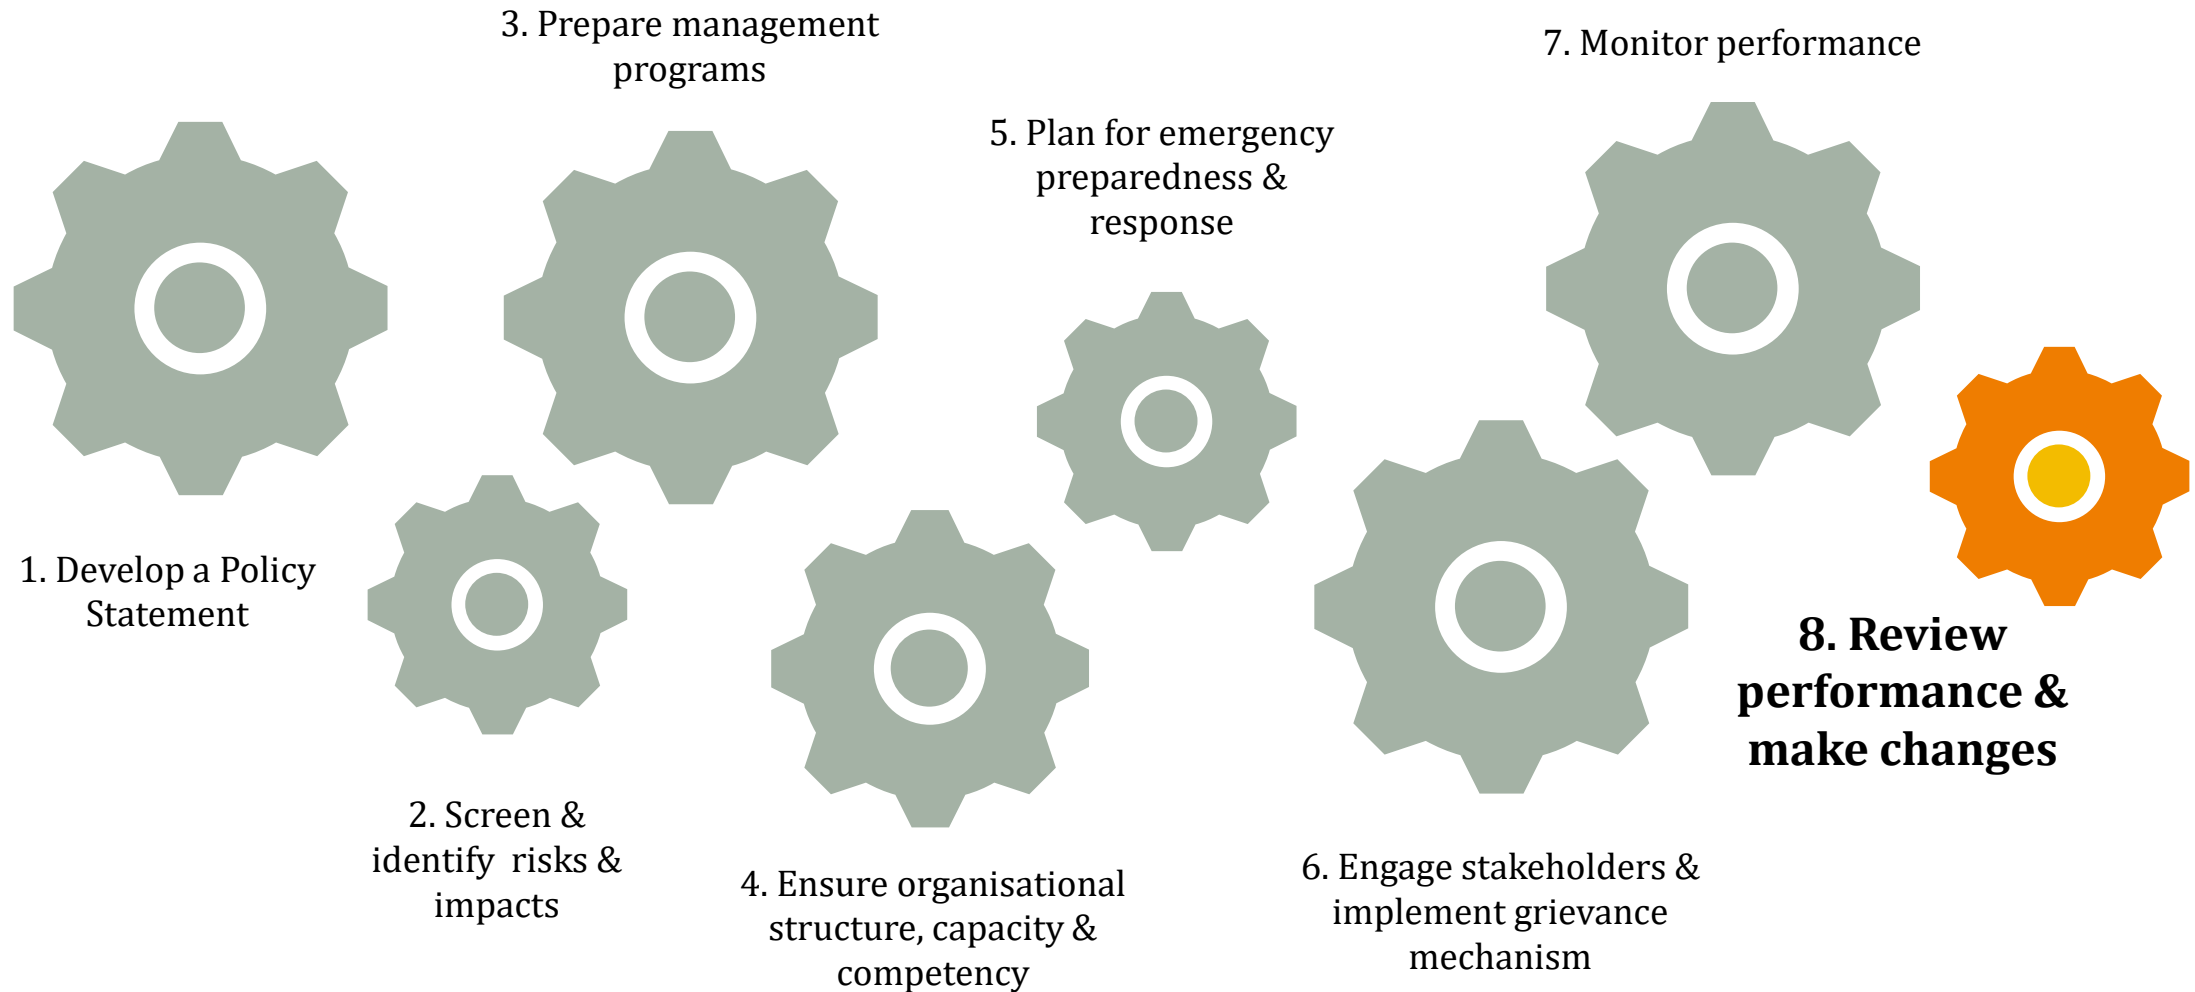 1. Develop a Policy
Statement
2. Screen &
identify  risks &
impacts
3. Prepare management
programs
4. Ensure organisational
structure, capacity &
competency
5. Plan for emergency
preparedness &
response
6. Engage stakeholders &
implement grievance
mechanism
7. Monitor performance
8. Review
performance &
make changes